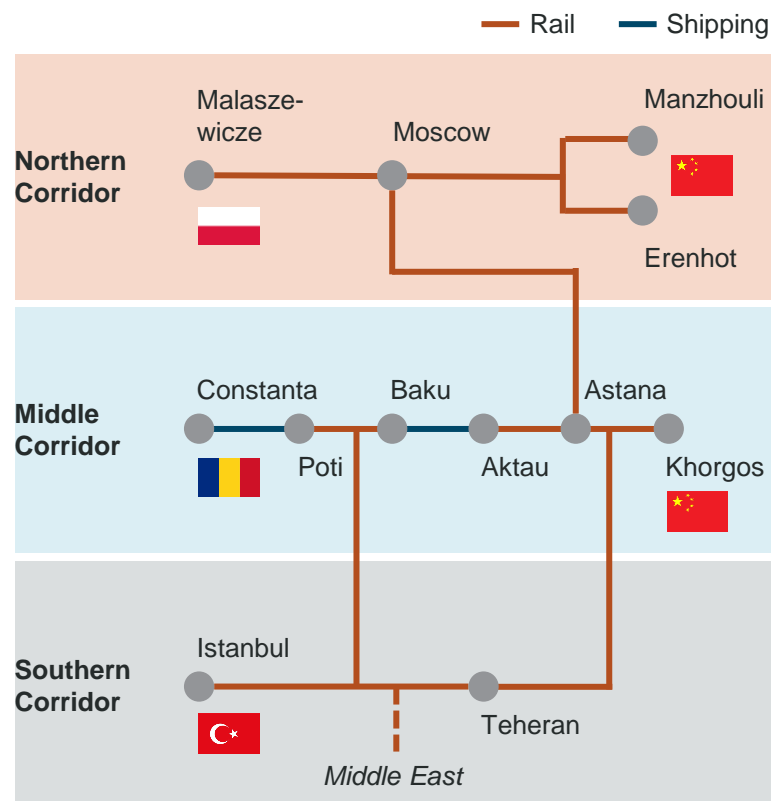 Rail Shipping
Malasze-
wicze
Moscow
Manzhouli
Northern
Corridor
Erenhot
Constanta
Baku
Astana
Middle
Corridor
Poti
Aktau
Khorgos
Istanbul
Southern
Corridor
Teheran
Middle East